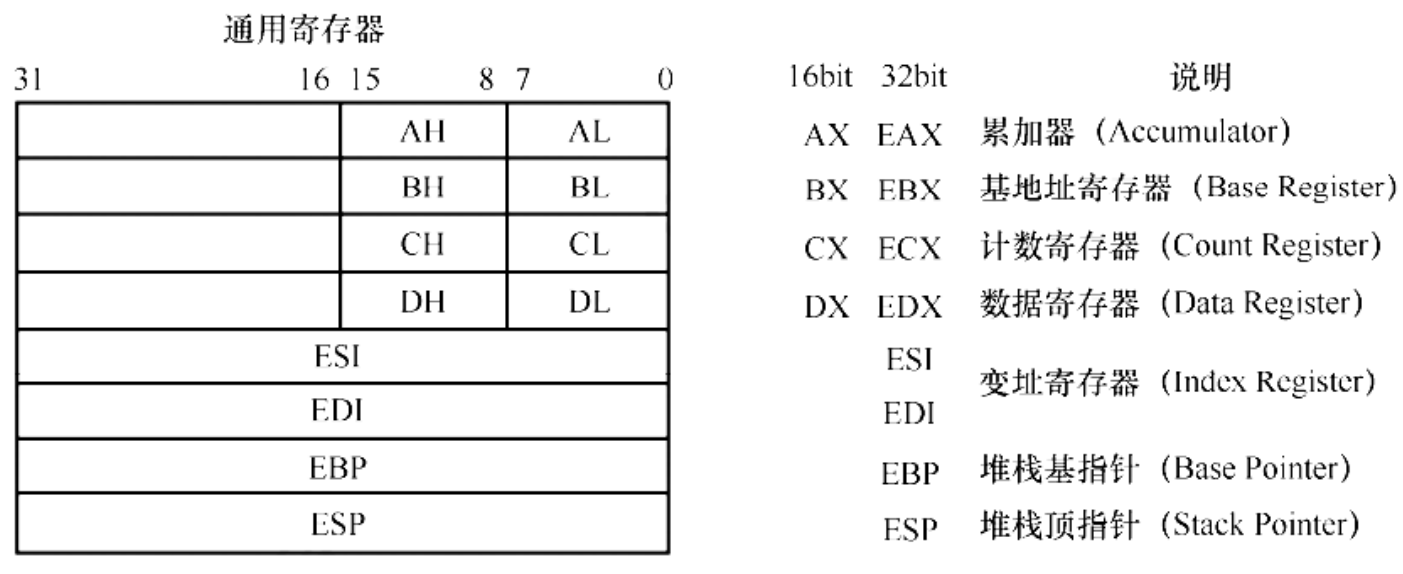 通用寄存器
31 16 15 8 7 0 16bit 32bit 说明
AH AL AX EAX 累加器（Accumulator）
BH BL BX EBX 基地址寄存器（Base Register）
CH CL CX ECX 计数寄存器（Count Register）
DH DL DX EDX 数据寄存器（Data Register）
ESI ESI
变址寄存器（Index Register）
EDI EDI
EBP EBP 堆栈基指针（Base Pointer）
ESP ESP 堆栈顶指针（Stack Pointer）